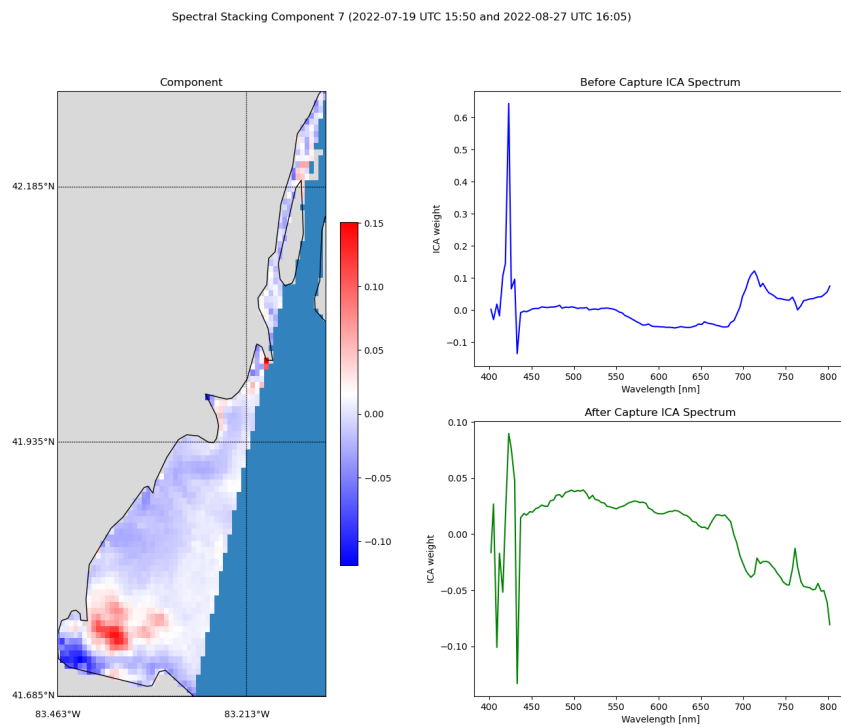 Spectral Stacking Component 7 (2022-07-19 UTC 15:50 and 2022-08-27 UTC 16:05)
Component
42.185°N
41.935°N
41.685°N
83.463°W
83.213°W
0.15
0.10
0.05
0.00
−0.05
−0.10
Before Capture ICA Spectrum
ICA weight
0.6
0.5
0.4
0.3
0.2
0.1
0.0
−0.1
400 450 500 550 600 650 700 750 800
Wavelength [nm]
After Capture ICA Spectrum
ICA weight
0.10
0.05
0.00
−0.05
−0.10
400 450 500 550 600 650 700 750 800
Wavelength [nm]